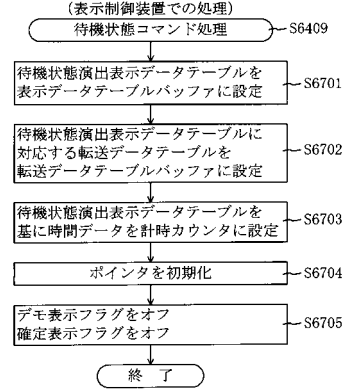 (表示制御装置での処理)
待機状態コマンド処理
S6409
待機状態演出表示データテーブルを
表示データテーブルバッファに設定
S6701
待機状態演出表示データテーブルに
対応する転送データテーブルを
転送データテーブルバッファに設定
S6702
待機状態演出表示データテーブルを
基に時間データを計時カウンタに設定
S6703
ポインタを初期化
S6704
デモ表示フラグをオフ
確定表示フラグをオフ
S6705
終 了